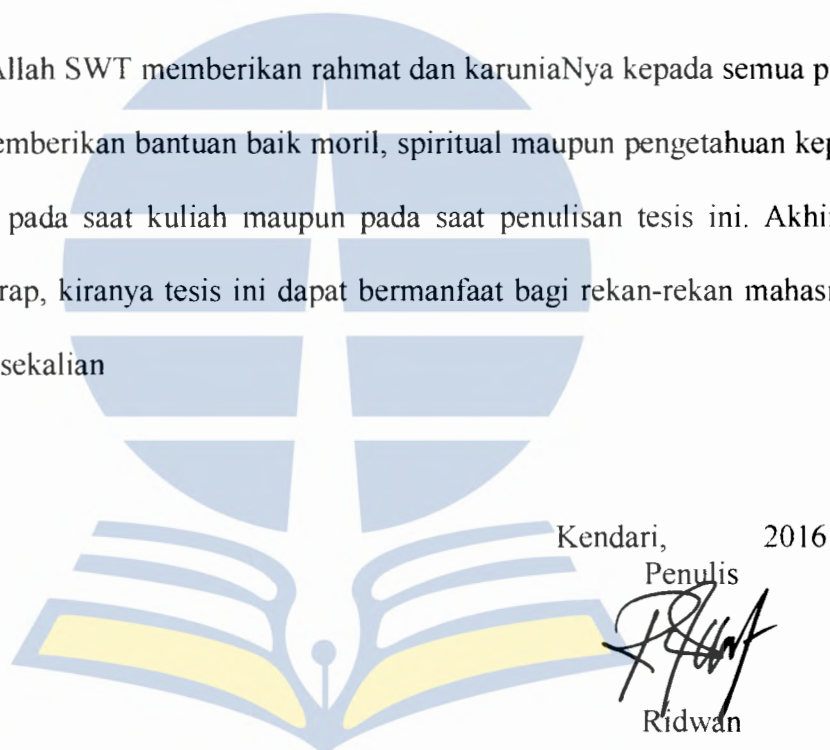 Allah SWT memberikan rahmat dan karuniaNya kepada semua p
emberikan bantuan baik moril, spiritual maupun pengetahuan kep
pada saat kuliah maupun pada saat penulisan tesis ini. Akhi
rap, kiranya tesis ini dapat bermanfaat bagi rekan-rekan mahas
sekalian
Kendari, 2016
Penulis
Ridwan